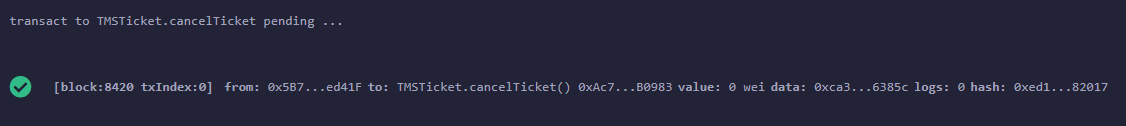 transact to TMSTicket.cancelTicket pending ...
[block:8420 txIndex:0] from: 0x5B7...ed41F to: TMSTicket.cancelTicket() 0xAc7...B0983 value: 0 wei data: 0xca3...6385c logs: 0 hash: 0xed1...82017